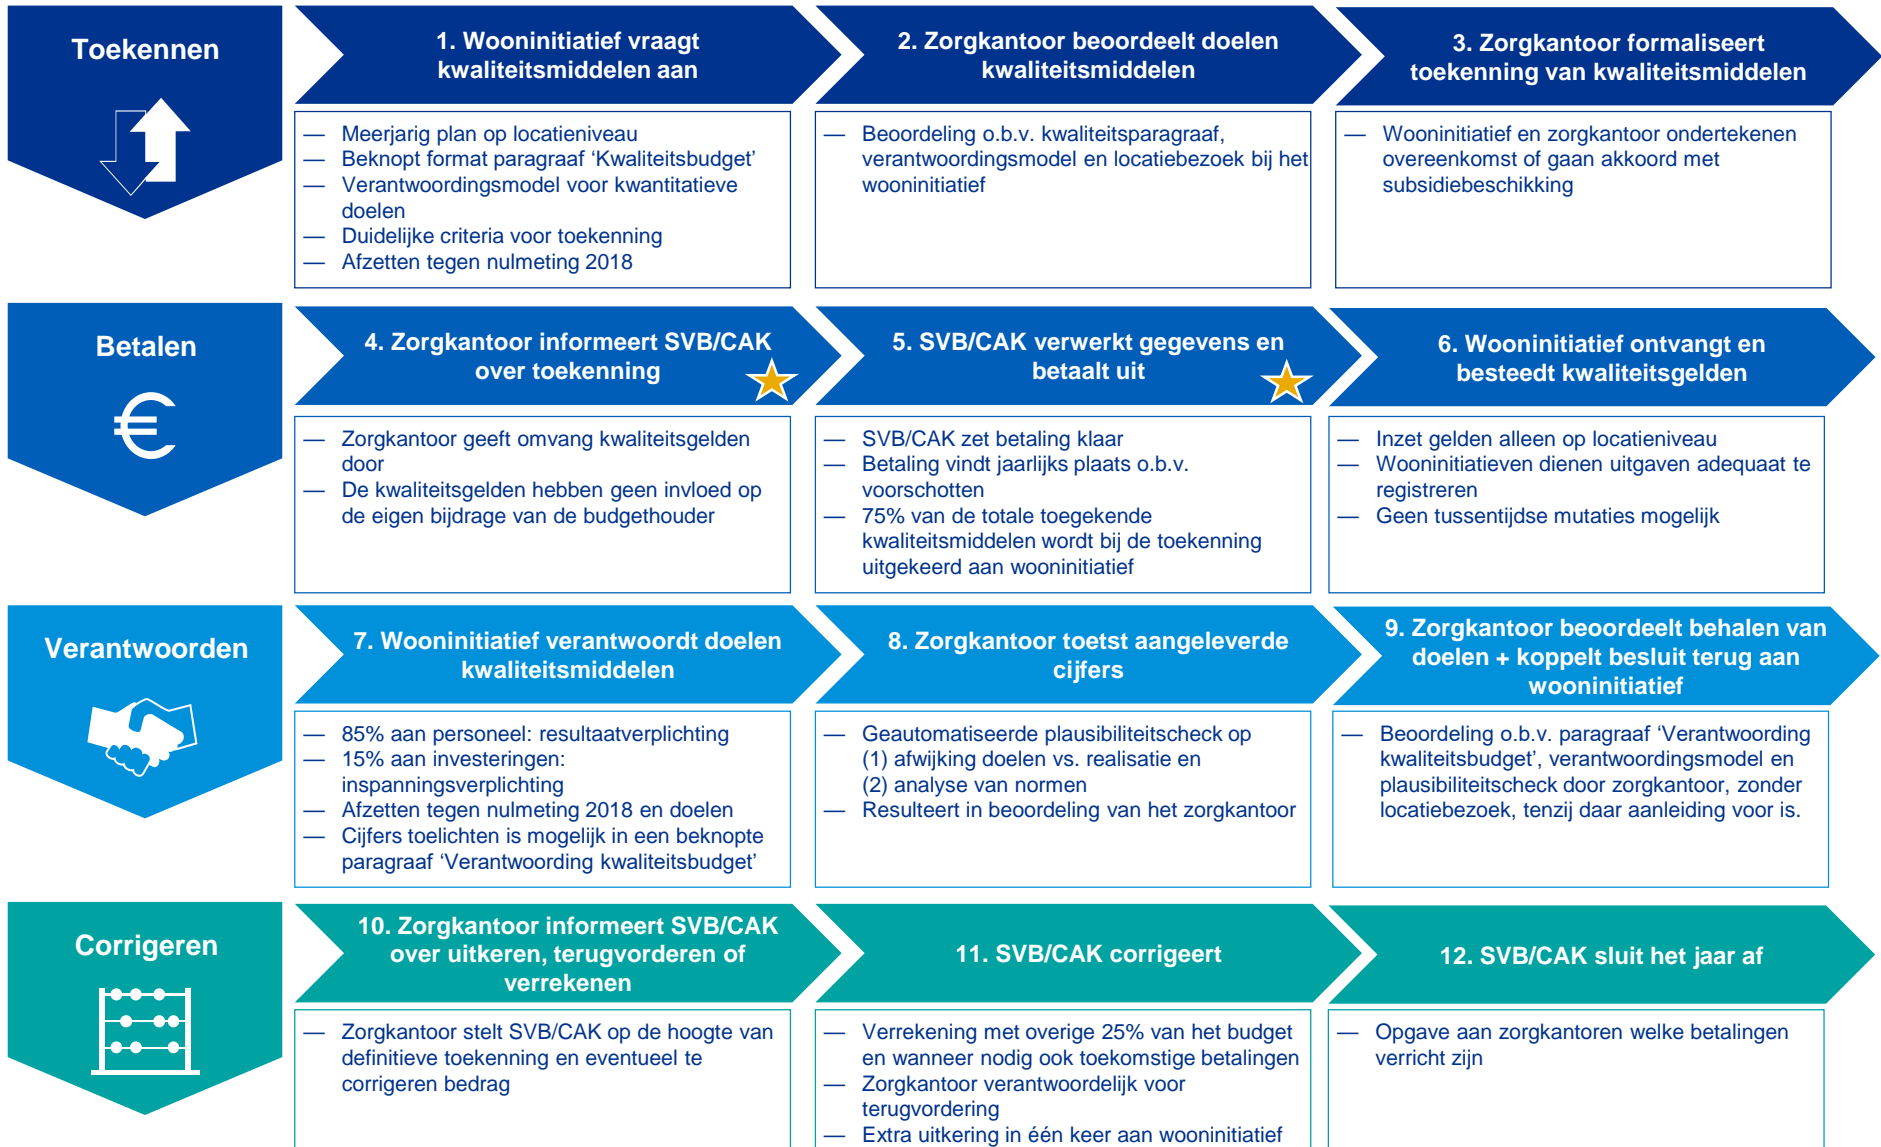 Toekennen
1. Wooninitiatief vraagt
kwaliteitsmiddelen aan
— Meerjarig plan op locatieniveau
— Beknopt format paragraaf ‘Kwaliteitsbudget’
— Verantwoordingsmodel voor kwantitatieve
doelen
— Duidelijke criteria voor toekenning
— Afzetten tegen nulmeting 2018
2. Zorgkantoor beoordeelt doelen
kwaliteitsmiddelen
— Beoordeling o.b.v. kwaliteitsparagraaf,
verantwoordingsmodel en locatiebezoek bij het
wooninitiatief
3. Zorgkantoor formaliseert
toekenning van kwaliteitsmiddelen
— Wooninitiatief en zorgkantoor ondertekenen
overeenkomst of gaan akkoord met
subsidiebeschikking
Betalen
€
4. Zorgkantoor informeert SVB/CAK
over toekenning
— Zorgkantoor geeft omvang kwaliteitsgelden
door
— De kwaliteitsgelden hebben geen invloed op
de eigen bijdrage van de budgethouder
5. SVB/CAK verwerkt gegevens en
betaalt uit
— SVB/CAK zet betaling klaar
— Betaling vindt jaarlijks plaats o.b.v.
voorschotten
— 75% van de totale toegekende
kwaliteitsmiddelen wordt bij de toekenning
uitgekeerd aan wooninitiatief
6. Wooninitiatief ontvangt en
besteedt kwaliteitsgelden
— Inzet gelden alleen op locatieniveau
— Wooninitiatieven dienen uitgaven adequaat te
registreren
— Geen tussentijdse mutaties mogelijk
Verantwoorden
7. Wooninitiatief verantwoordt doelen
kwaliteitsmiddelen
— 85% aan personeel: resultaatverplichting
— 15% aan investeringen:
inspanningsverplichting
— Afzetten tegen nulmeting 2018 en doelen
— Cijfers toelichten is mogelijk in een beknopte
paragraaf ‘Verantwoording kwaliteitsbudget’
8. Zorgkantoor toetst aangeleverde
cijfers
— Geautomatiseerde plausibiliteitscheck op
(1) afwijking doelen vs. realisatie en
(2) analyse van normen
— Resulteert in beoordeling van het zorgkantoor
9. Zorgkantoor beoordeelt behalen van
doelen + koppelt besluit terug aan
wooninitiatief
— Beoordeling o.b.v. paragraaf ‘Verantwoording
kwaliteitsbudget’, verantwoordingsmodel en
plausibiliteitscheck door zorgkantoor, zonder
locatiebezoek, tenzij daar aanleiding voor is.
Corrigeren
10. Zorgkantoor informeert SVB/CAK
over uitkeren, terugvorderen of
verrekenen
— Zorgkantoor stelt SVB/CAK op de hoogte van
definitieve toekenning en eventueel te
corrigeren bedrag
11. SVB/CAK corrigeert
— Verrekening met overige 25% van het budget
en wanneer nodig ook toekomstige betalingen
— Zorgkantoor verantwoordelijk voor
terugvordering
— Extra uitkering in één keer aan wooninitiatief
12. SVB/CAK sluit het jaar af
— Opgave aan zorgkantoren welke betalingen
verricht zijn